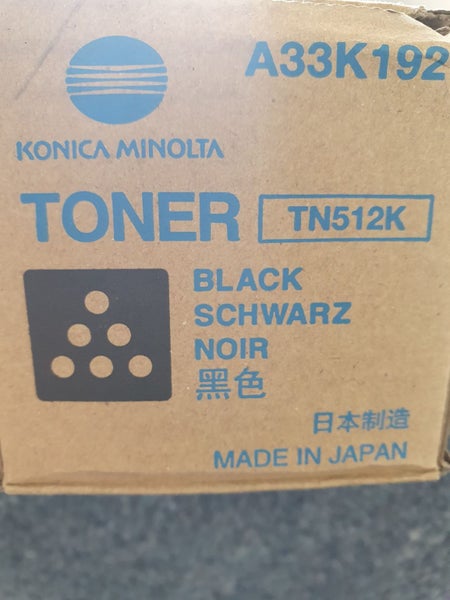 A33K192
KONICA MINOLTA
TONER TN512K
BLACK
SCHWARZ
NOIR
黑色
日本制造
MADE IN JAPAN